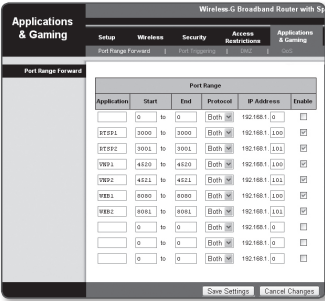 Wireless-G Broadband Router with Sp
Applications & Gaming
Setup Wireless Security Access Restrictions Applications & Gaming
Port Range Forward | Port Triggering | DMZ | QoS
Port Range Forward
Port Range
Application Start End Protocol IP Address Enable
0 to 0 Both 192.168.1. 0
RTSP1 3000 to 3000 Both 192.168.1. 100
RTSP2 3001 to 3001 Both 192.168.1. 101
VNP1 4520 to 4520 Both 192.168.1. 100
VNP2 4521 to 4521 Both 192.168.1. 101
WEB1 8080 to 8080 Both 192.168.1. 100
WEB2 8081 to 8081 Both 192.168.1. 101
0 to 0 Both 192.168.1. 0
0 to 0 Both 192.168.1. 0
0 to 0 Both 192.168.1. 0
Save Settings Cancel Changes